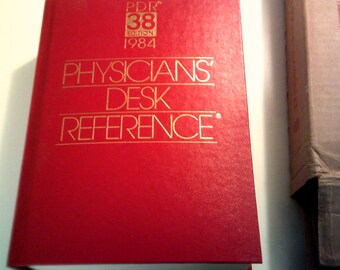 PDR®
38
EDITION
1984
PHYSICIANS'
DESK
REFERENCE®